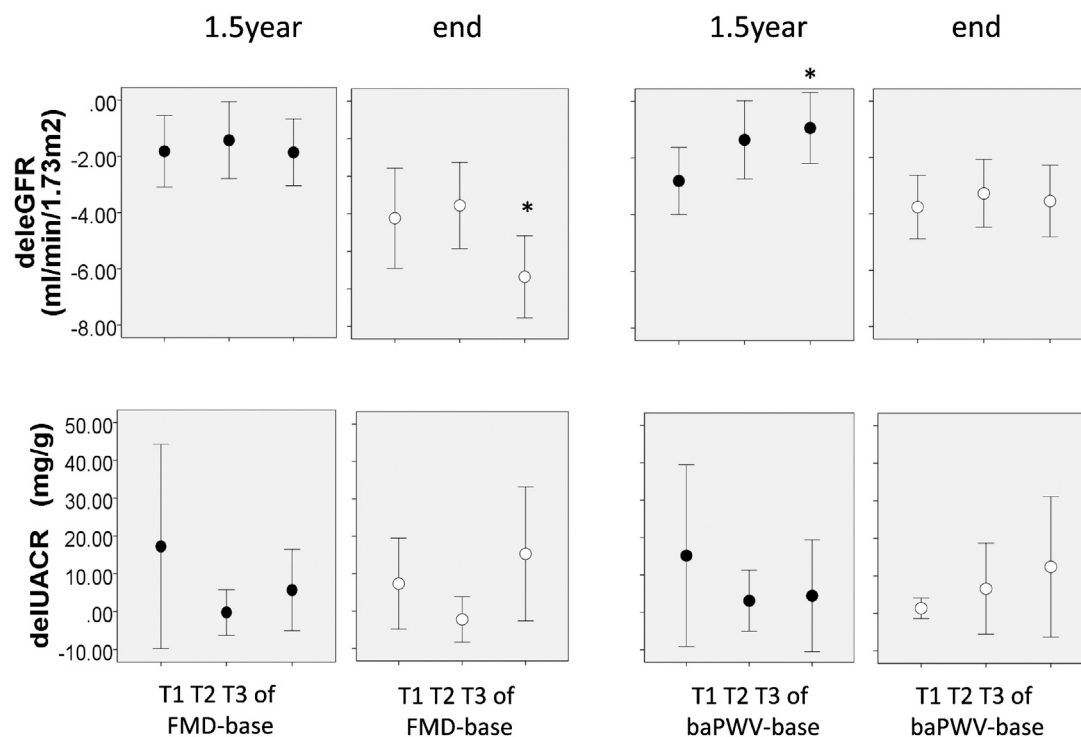 1.5year end 1.5year end
deleGFR
(ml/min/1.73m2)
.00
-2.00
-4.00
-6.00
-8.00
*
*
delUACR (mg/g)
50.00
40.00
30.00
20.00
10.00
.00
-10.00
T1 T2 T3 of
FMD-base
T1 T2 T3 of
FMD-base
T1 T2 T3 of
baPWV-base
T1 T2 T3 of
baPWV-base